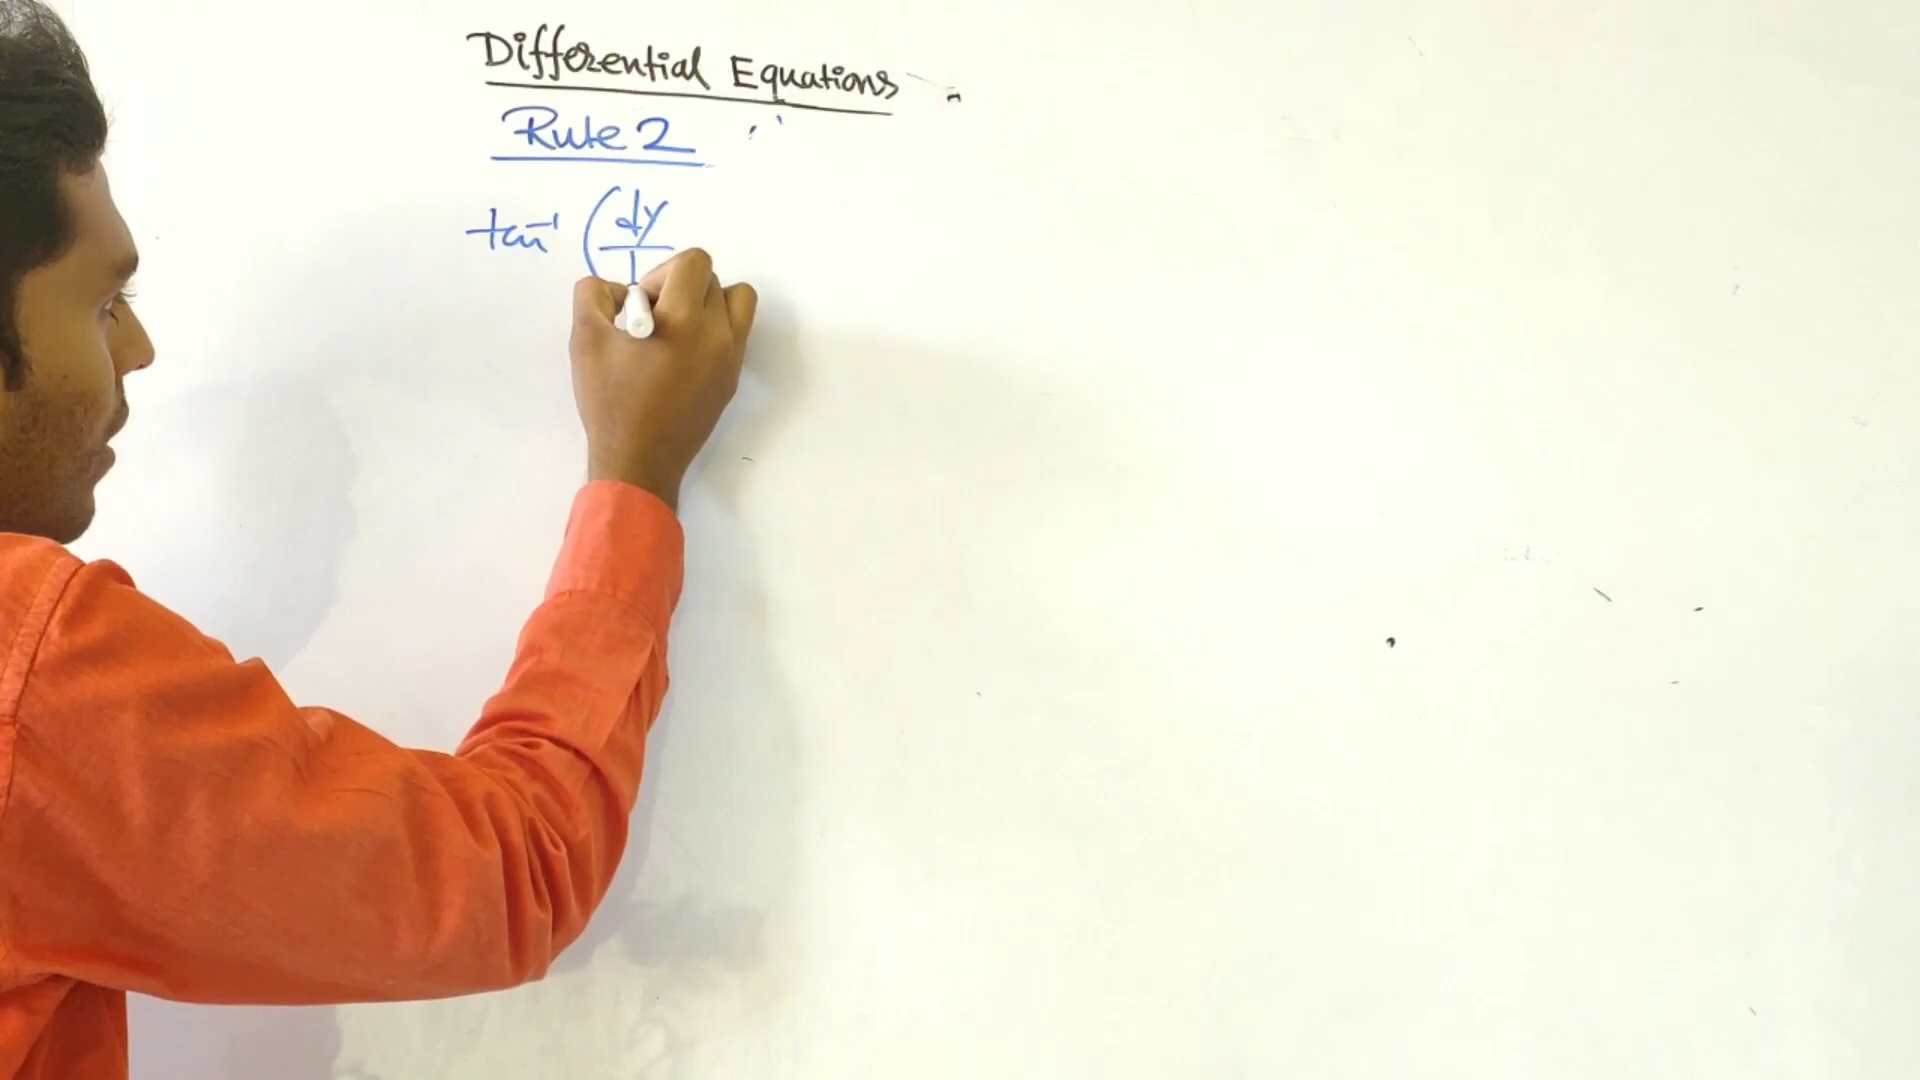 Differential Equations
Rule 2
tan⁻¹ (dy